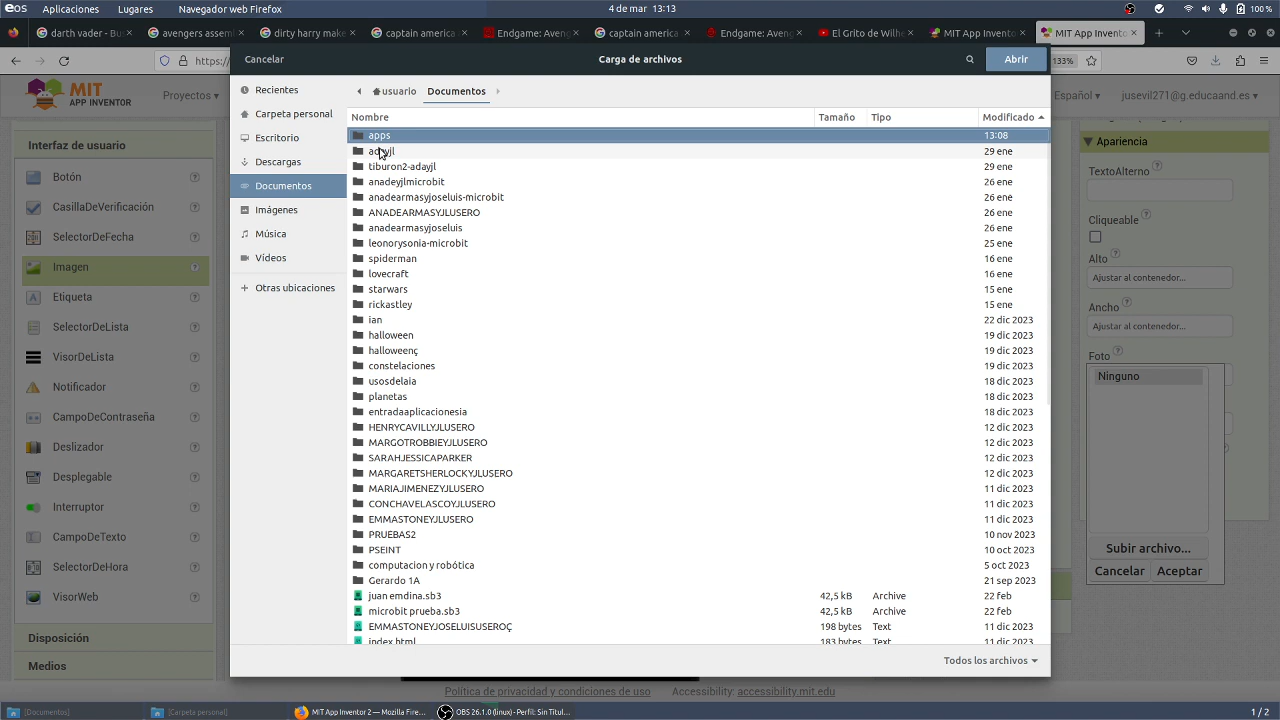 eos Aplicaciones Lugares Navegador web Firefox 4 de mar 13:13 100 %
darth vader - Bus avengers assem dirty harry make captain america Endgame: Aveng captain america Endgame: Aveng El Grito de Wilhe MIT App Inventor MIT App Inventor
https:/ 133%
Cancelar Carga de archivos Abrir
MIT
APP INVENTOR
Proyectos Español jusevil271@g.educaand.es
Interfaz de usuario
Botón
CasillaDeVerificación
SelectorDeFecha
Imagen
Etiqueta
SelectorDeLista
VisorDeLista
Notificador
CampoDeContraseña
Deslizador
Desplegable
Interruptor
CampoDeTexto
SelectorDeHora
VisorWeb
Disposición
Medios
Recientes
Carpeta personal
Escritorio
Descargas
Documentos
Imágenes
Música
Vídeos
Otras ubicaciones
usuario Documentos
Nombre Tamaño Tipo Modificado
apps 13:08
29 ene
tiburon2-adayjl 29 ene
anadeyjlmicrobit 26 ene
anadearmasyjoseluis-microbit 26 ene
ANADEARMASYJLUSERO 26 ene
anadearmasyjoseluis 26 ene
leonorysonia-microbit 25 ene
spiderman 16 ene
lovecraft 16 ene
starwars 15 ene
rickastley 15 ene
ian 22 dic 2023
halloween 19 dic 2023
halloweenç 19 dic 2023
constelaciones 19 dic 2023
usosdelaia 18 dic 2023
planetas 18 dic 2023
entradaaplicacionesia 18 dic 2023
HENRYCAVILLYJLUSERO 12 dic 2023
MARGOTROBBIEYJLUSERO 12 dic 2023
SARAHJESSICAPARKER 12 dic 2023
MARGARETSHERLOCKYJLUSERO 12 dic 2023
MARIAJIMENEZYJLUSERO 11 dic 2023
CONCHAVELASCOYJLUSERO 11 dic 2023
EMMASTONEYJLUSERO 11 dic 2023
PRUEBAS2 10 nov 2023
PSEINT 10 oct 2023
computacion y robótica 5 oct 2023
Gerardo 1A 21 sep 2023
juan emdina.sb3 42,5 kB Archive 22 feb
microbit prueba.sb3 42,5 kB Archive 22 feb
EMMASTONEYJOSELUISUSEROÇ 198 bytes Text 11 dic 2023
index.html 183 bytes Text 11 dic 2023
Todos los archivos
Apariencia
TextoAlterno
Cliqueable
Alto
Ajustar al contenedor...
Ancho
Ajustar al contenedor...
Foto
Ninguno
Subir archivo...
Cancelar Aceptar
Política de privacidad y condiciones de uso Accessibility: accessibility.mit.edu
[Documentos] [Carpeta personal] MIT App Inventor 2 — Mozilla Fire... OBS 26.1.0 (linux) - Perfil: Sin Titul... 1 / 2